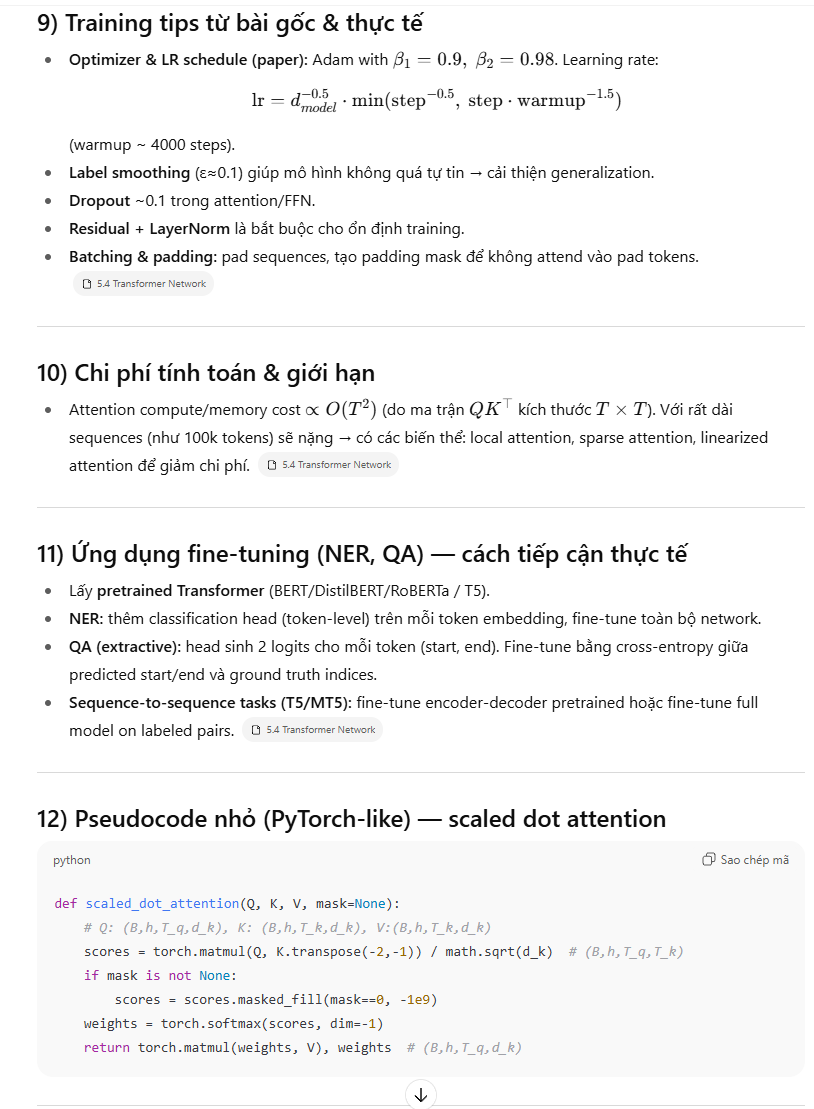 9) Training tips từ bài gốc & thực tế
• Optimizer & LR schedule (paper): Adam with β₁ = 0.9, β₂ = 0.98. Learning rate:
lr = d_model^−0.5 · min(step^−0.5, step · warmup^−1.5)
(warmup ~ 4000 steps).
• Label smoothing (ε≈0.1) giúp mô hình không quá tự tin → cải thiện generalization.
• Dropout ~0.1 trong attention/FFN.
• Residual + LayerNorm là bắt buộc cho ổn định training.
• Batching & padding: pad sequences, tạo padding mask để không attend vào pad tokens.
5.4 Transformer Network
10) Chi phí tính toán & giới hạn
• Attention compute/memory cost ∝ O(T²) (do ma trận QK⊤ kích thước T × T). Với rất dài
sequences (như 100k tokens) sẽ nặng → có các biến thể: local attention, sparse attention, linearized
attention để giảm chi phí. 5.4 Transformer Network
11) Ứng dụng fine-tuning (NER, QA) — cách tiếp cận thực tế
• Lấy pretrained Transformer (BERT/DistilBERT/RoBERTa / T5).
• NER: thêm classification head (token-level) trên mỗi token embedding, fine-tune toàn bộ network.
• QA (extractive): head sinh 2 logits cho mỗi token (start, end). Fine-tune bằng cross-entropy giữa
predicted start/end và ground truth indices.
• Sequence-to-sequence tasks (T5/MT5): fine-tune encoder-decoder pretrained hoặc fine-tune full
model on labeled pairs. 5.4 Transformer Network
12) Pseudocode nhỏ (PyTorch-like) — scaled dot attention
python Sao chép mã
def scaled_dot_attention(Q, K, V, mask=None):
    # Q: (B,h,T_q,d_k), K: (B,h,T_k,d_k), V:(B,h,T_k,d_k)
    scores = torch.matmul(Q, K.transpose(-2,-1)) / math.sqrt(d_k)  # (B,h,T_q,T_k)
    if mask is not None:
        scores = scores.masked_fill(mask==0, -1e9)
    weights = torch.softmax(scores, dim=-1)
    return torch.matmul(weights, V), weights  # (B,h,T_q,d_k)